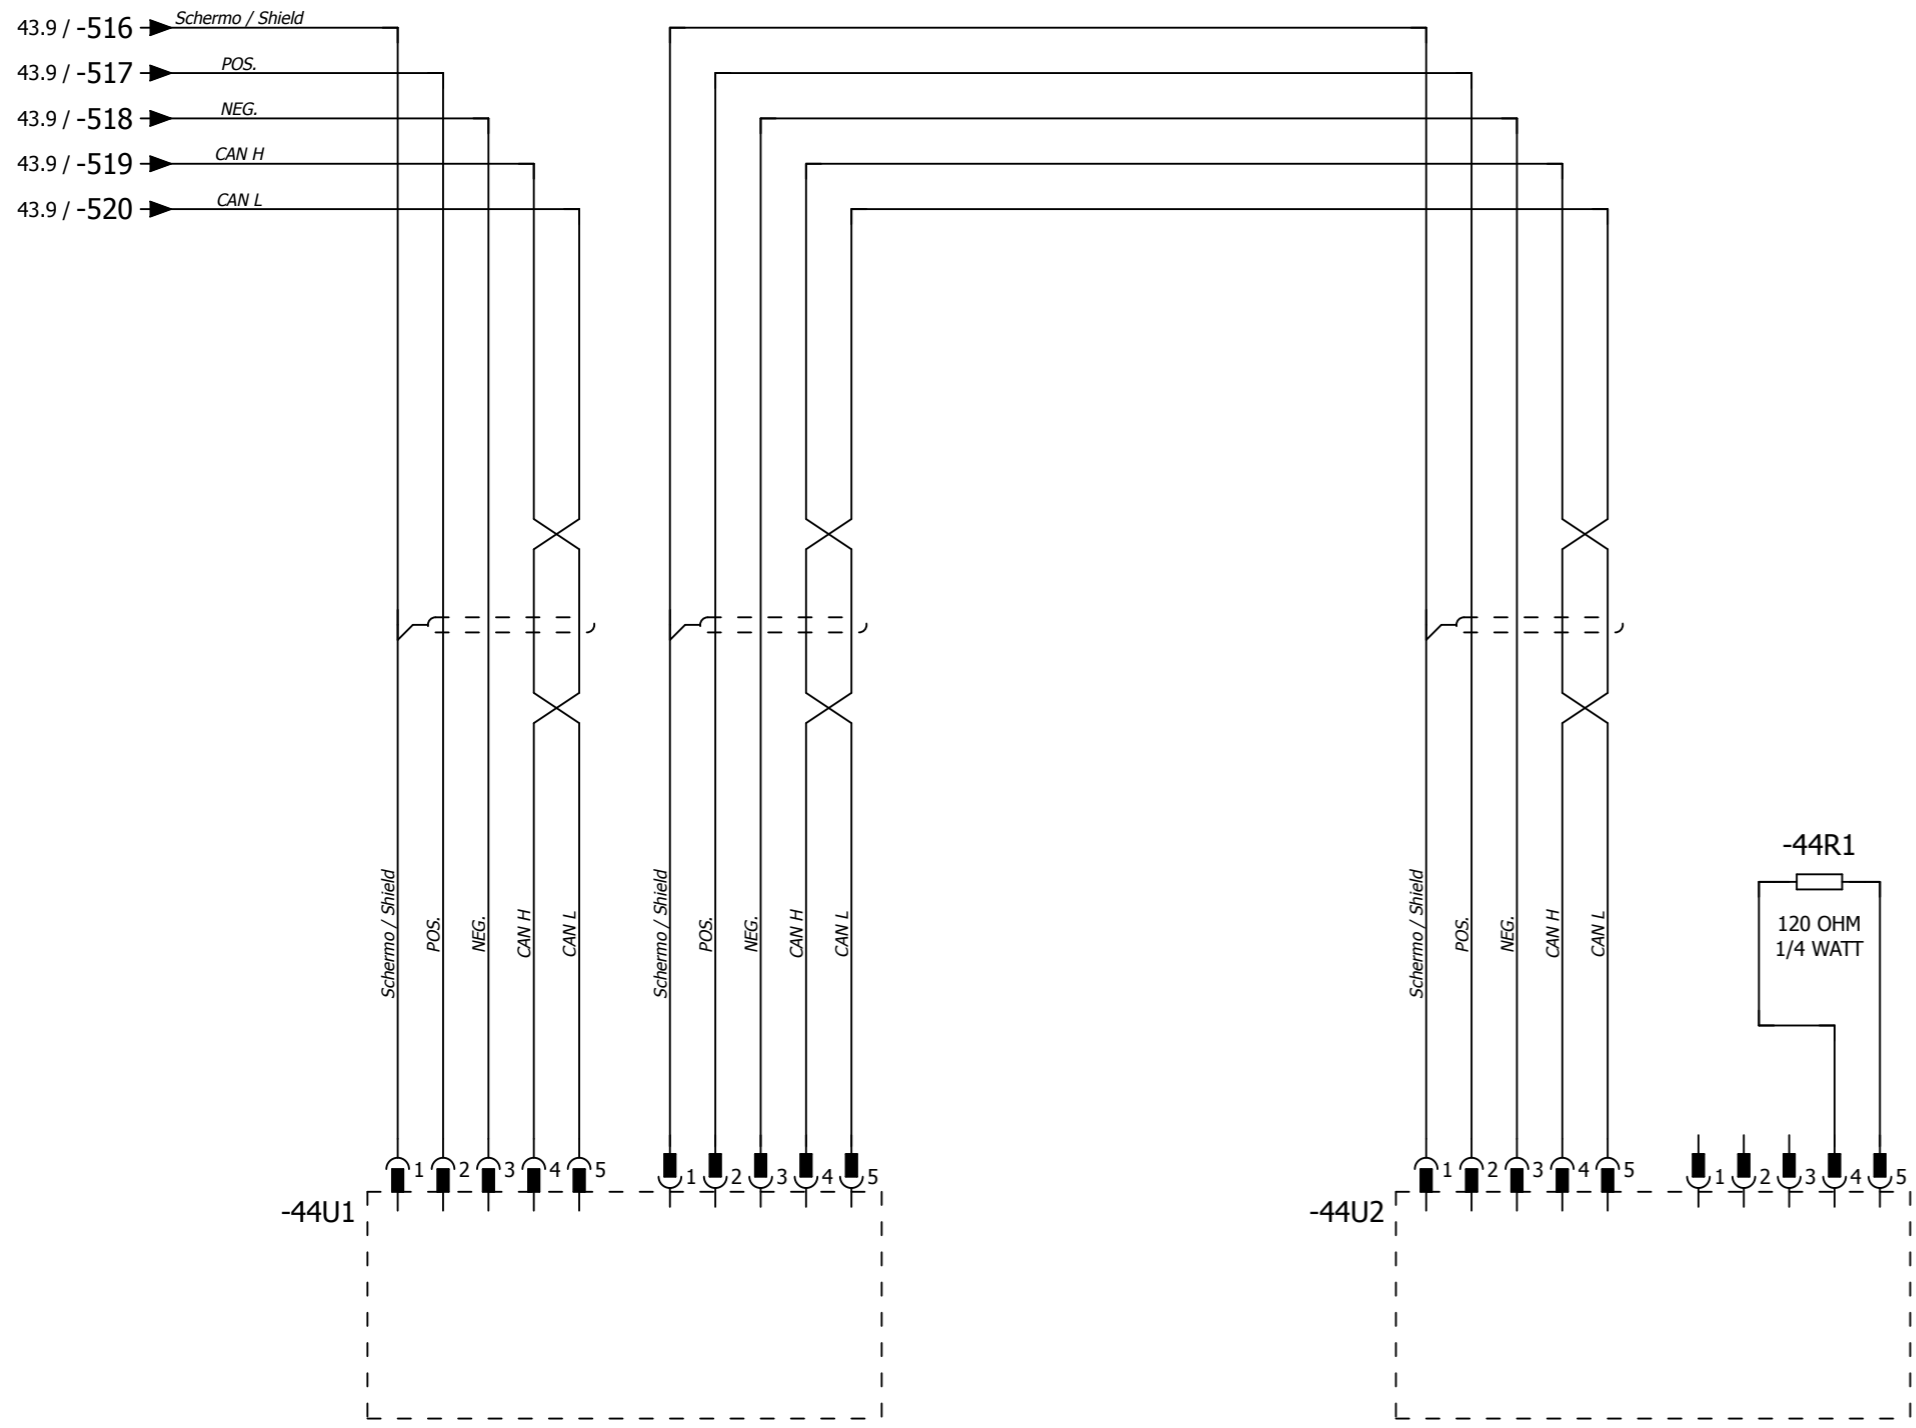 43.9 / -516 Schermo / Shield
43.9 / -517 POS.
43.9 / -518 NEG.
43.9 / -519 CAN H
43.9 / -520 CAN L
-44R1
120 OHM
1/4 WATT
Schermo / Shield
POS.
NEG.
CAN H
CAN L
Schermo / Shield
POS.
NEG.
CAN H
CAN L
Schermo / Shield
POS.
NEG.
CAN H
CAN L
1 2 3 4 5
1 2 3 4 5
1 2 3 4 5
1 2 3 4 5
-44U1
-44U2